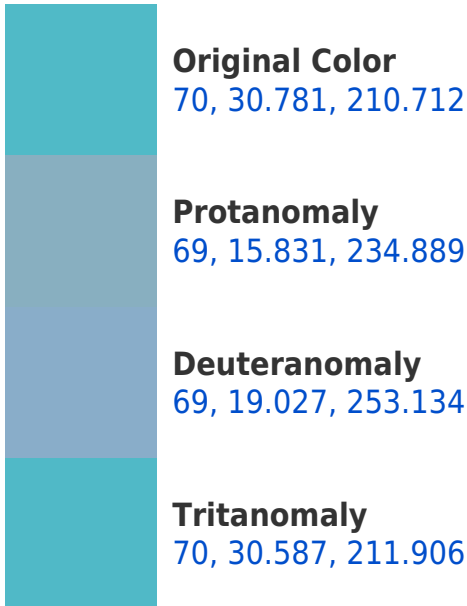 Original Color
70, 30.781, 210.712
Protanomaly
69, 15.831, 234.889
Deuteranomaly
69, 19.027, 253.134
Tritanomaly
70, 30.587, 211.906